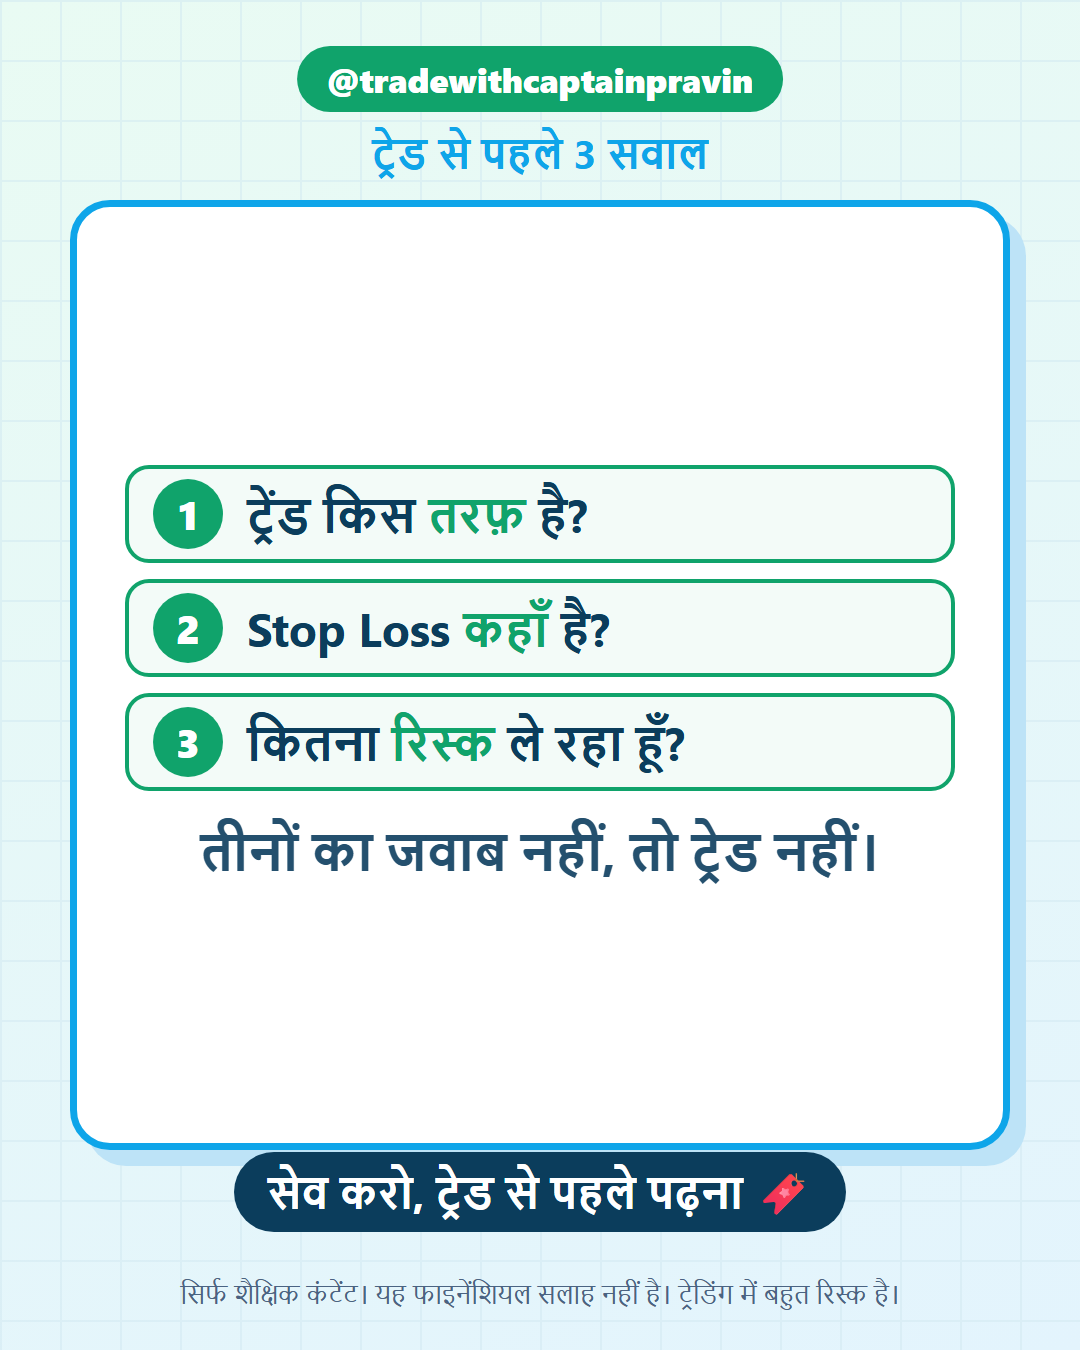 @tradewithcaptainpravin
ट्रेड से पहले 3 सवाल
1 ट्रेंड किस तरफ़ है?
2 Stop Loss कहाँ है?
3 कितना रिस्क ले रहा हूँ?
तीनों का जवाब नहीं, तो ट्रेड नहीं।
सेव करो, ट्रेड से पहले पढ़ना
सिर्फ शैक्षिक कंटेंट। यह फाइनेंशियल सलाह नहीं है। ट्रेडिंग में बहुत रिस्क है।